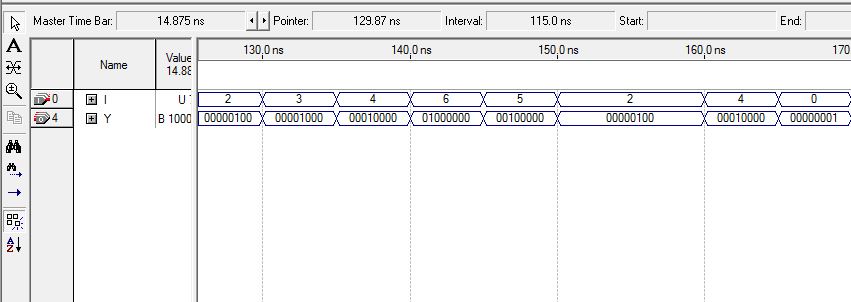 Master Time Bar: 14.875 ns Pointer: 129.87 ns Interval: 115.0 ns Start: End:
A
Name Value 14.88 130.0 ns 140.0 ns 150.0 ns 160.0 ns 170
0 I U 2 3 4 6 5 2 4 0
4 Y B 1000 00000100 00001000 00010000 01000000 00100000 00000100 00010000 00000001
A
Z